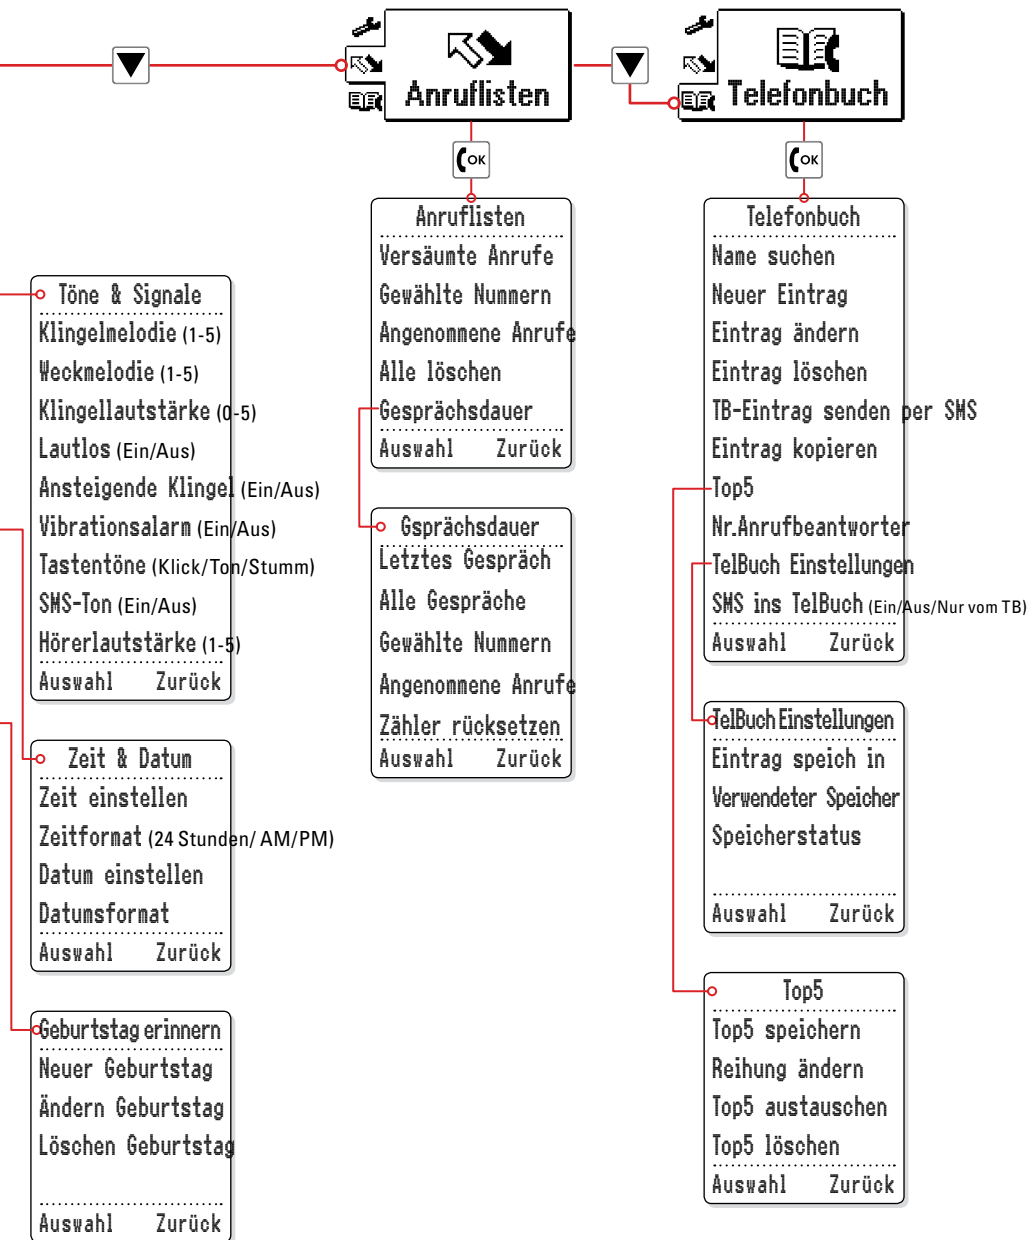 Anruflisten
Telefonbuch
OK
OK
Töne & Signale
Klingelmelodie (1-5)
Weckmelodie (1-5)
Klingellautstärke (0-5)
Lautlos (Ein/Aus)
Ansteigende Klingel (Ein/Aus)
Vibrationsalarm (Ein/Aus)
Tastentöne (Klick/Ton/Stumm)
SMS-Ton (Ein/Aus)
Hörerlautstärke (1-5)
Auswahl Zurück
Zeit & Datum
Zeit einstellen
Zeitformat (24 Stunden/ AM/PM)
Datum einstellen
Datumsformat
Auswahl Zurück
Geburtstag erinnern
Neuer Geburtstag
Ändern Geburtstag
Löschen Geburtstag
Auswahl Zurück
Anruflisten
Versäumte Anrufe
Gewählte Nummern
Angenommene Anrufe
Alle löschen
Gesprächsdauer
Auswahl Zurück
Gsprächsdauer
Letztes Gespräch
Alle Gespräche
Gewählte Nummern
Angenommene Anrufe
Zähler rücksetzen
Auswahl Zurück
Telefonbuch
Name suchen
Neuer Eintrag
Eintrag ändern
Eintrag löschen
TB-Eintrag senden per SMS
Eintrag kopieren
Top5
Nr.Anrufbeantworter
TelBuch Einstellungen
SMS ins TelBuch (Ein/Aus/Nur vom TB)
Auswahl Zurück
TelBuch Einstellungen
Eintrag speich in
Verwendeter Speicher
Speicherstatus
Auswahl Zurück
Top5
Top5 speichern
Reihung ändern
Top5 austauschen
Top5 löschen
Auswahl Zurück